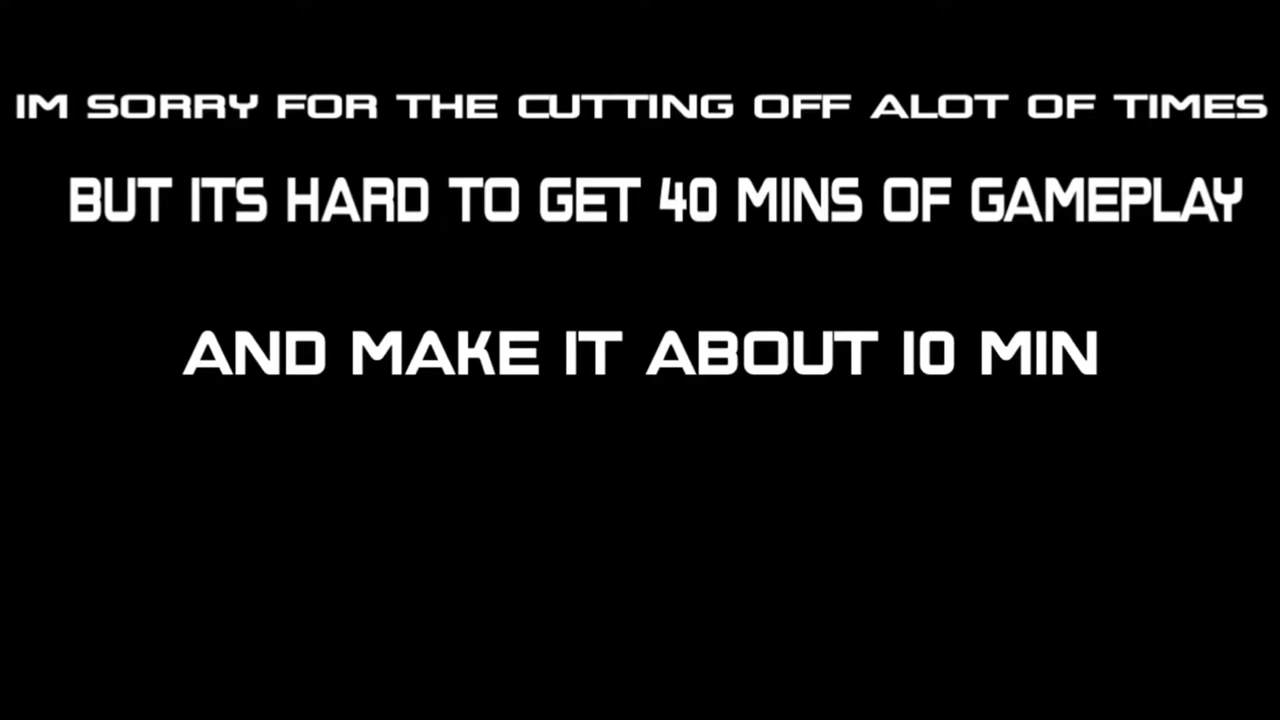 IM SORRY FOR THE CUTTING OFF ALOT OF TIMES
BUT ITS HARD TO GET 40 MINS OF GAMEPLAY
AND MAKE IT ABOUT 10 MIN